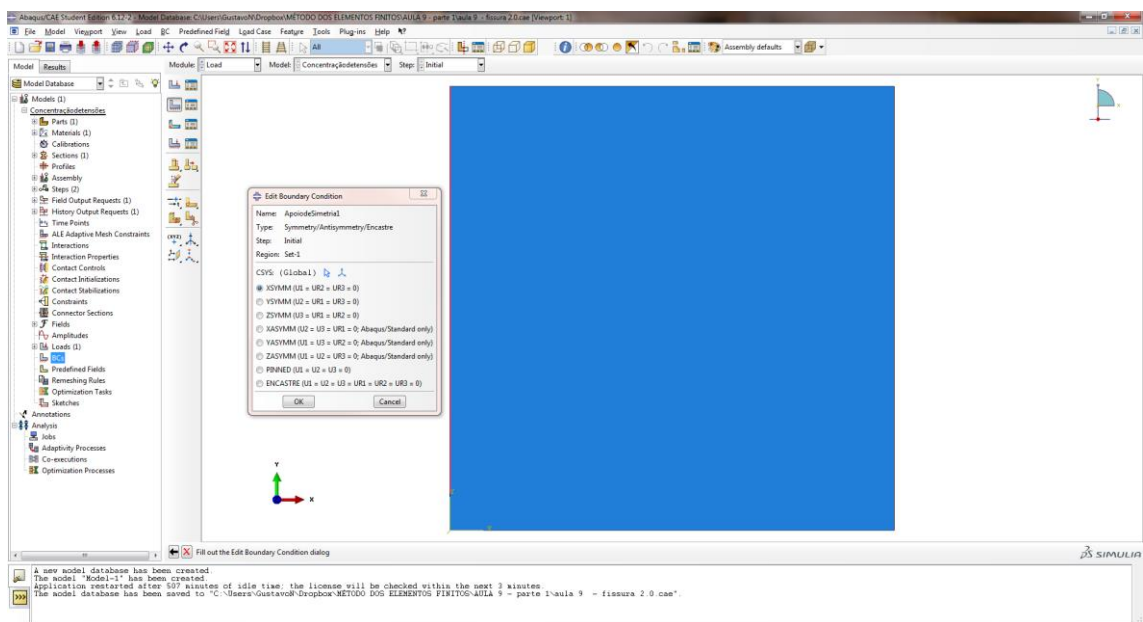 Abaqus/CAE Student Edition 6.12-2 - Model Database: C:\Users\GustavoN\Dropbox\MÉTODO DOS ELEMENTOS FINITOS\AULA 9 - parte 1\aula 9 - fissura 2.0.cae [Viewport: 1]
File Model Viewport View Load BC Predefined Field Load Case Feature Tools Plug-ins Help
All
Assembly defaults
Model Results
Module: Load Model: Concentraçãodetensões Step: Initial
Model Database
Models (1)
Concentraçãodetensões
Parts (1)
Materials (1)
Calibrations
Sections (1)
Profiles
Assembly
Steps (2)
Field Output Requests (1)
History Output Requests (1)
Time Points
ALE Adaptive Mesh Constraints
Interactions
Interaction Properties
Contact Controls
Contact Initializations
Contact Stabilizations
Constraints
Connector Sections
Fields
Amplitudes
Loads (1)
BCs
Predefined Fields
Remeshing Rules
Optimization Tasks
Sketches
Annotations
Analysis
Jobs
Adaptivity Processes
Co-executions
Optimization Processes
Edit Boundary Condition
Name: ApoiodeSimetria1
Type: Symmetry/Antisymmetry/Encastre
Step: Initial
Region: Set-1
CSYS: (Global)
XSYMM (U1 = UR2 = UR3 = 0)
YSYMM (U2 = UR1 = UR3 = 0)
ZSYMM (U3 = UR1 = UR2 = 0)
XASYMM (U2 = U3 = UR1 = 0; Abaqus/Standard only)
YASYMM (U1 = U3 = UR2 = 0; Abaqus/Standard only)
ZASYMM (U1 = U2 = UR3 = 0; Abaqus/Standard only)
PINNED (U1 = U2 = U3 = 0)
ENCASTRE (U1 = U2 = U3 = UR1 = UR2 = UR3 = 0)
OK Cancel
Y
X
Fill out the Edit Boundary Condition dialog
SIMULIA
A new model database has been created.
The model "Model-1" has been created.
Application restarted after 507 minutes of idle time; the license will be checked within the next 3 minutes.
The model database has been saved to "C:\Users\GustavoN\Dropbox\MÉTODO DOS ELEMENTOS FINITOS\AULA 9 - parte 1\aula 9 - fissura 2.0.cae".